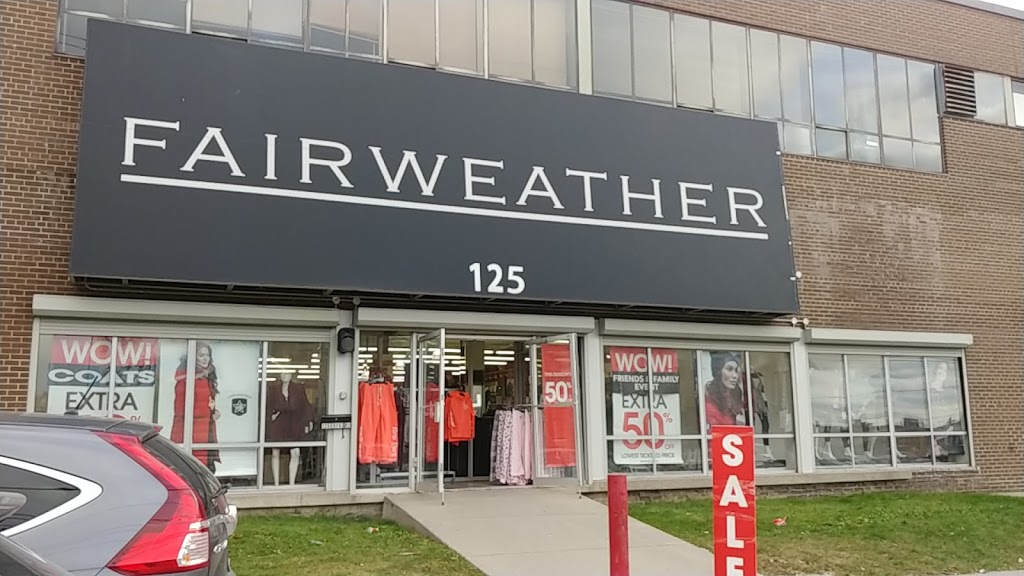 FAIRWEATHER
125
WOW!
COATS
EXTRA
%
50%
WOW!
FRIENDS & FAMILY
EVENT
EXTRA
50%
LOWEST TICKETED PRICE
SALE